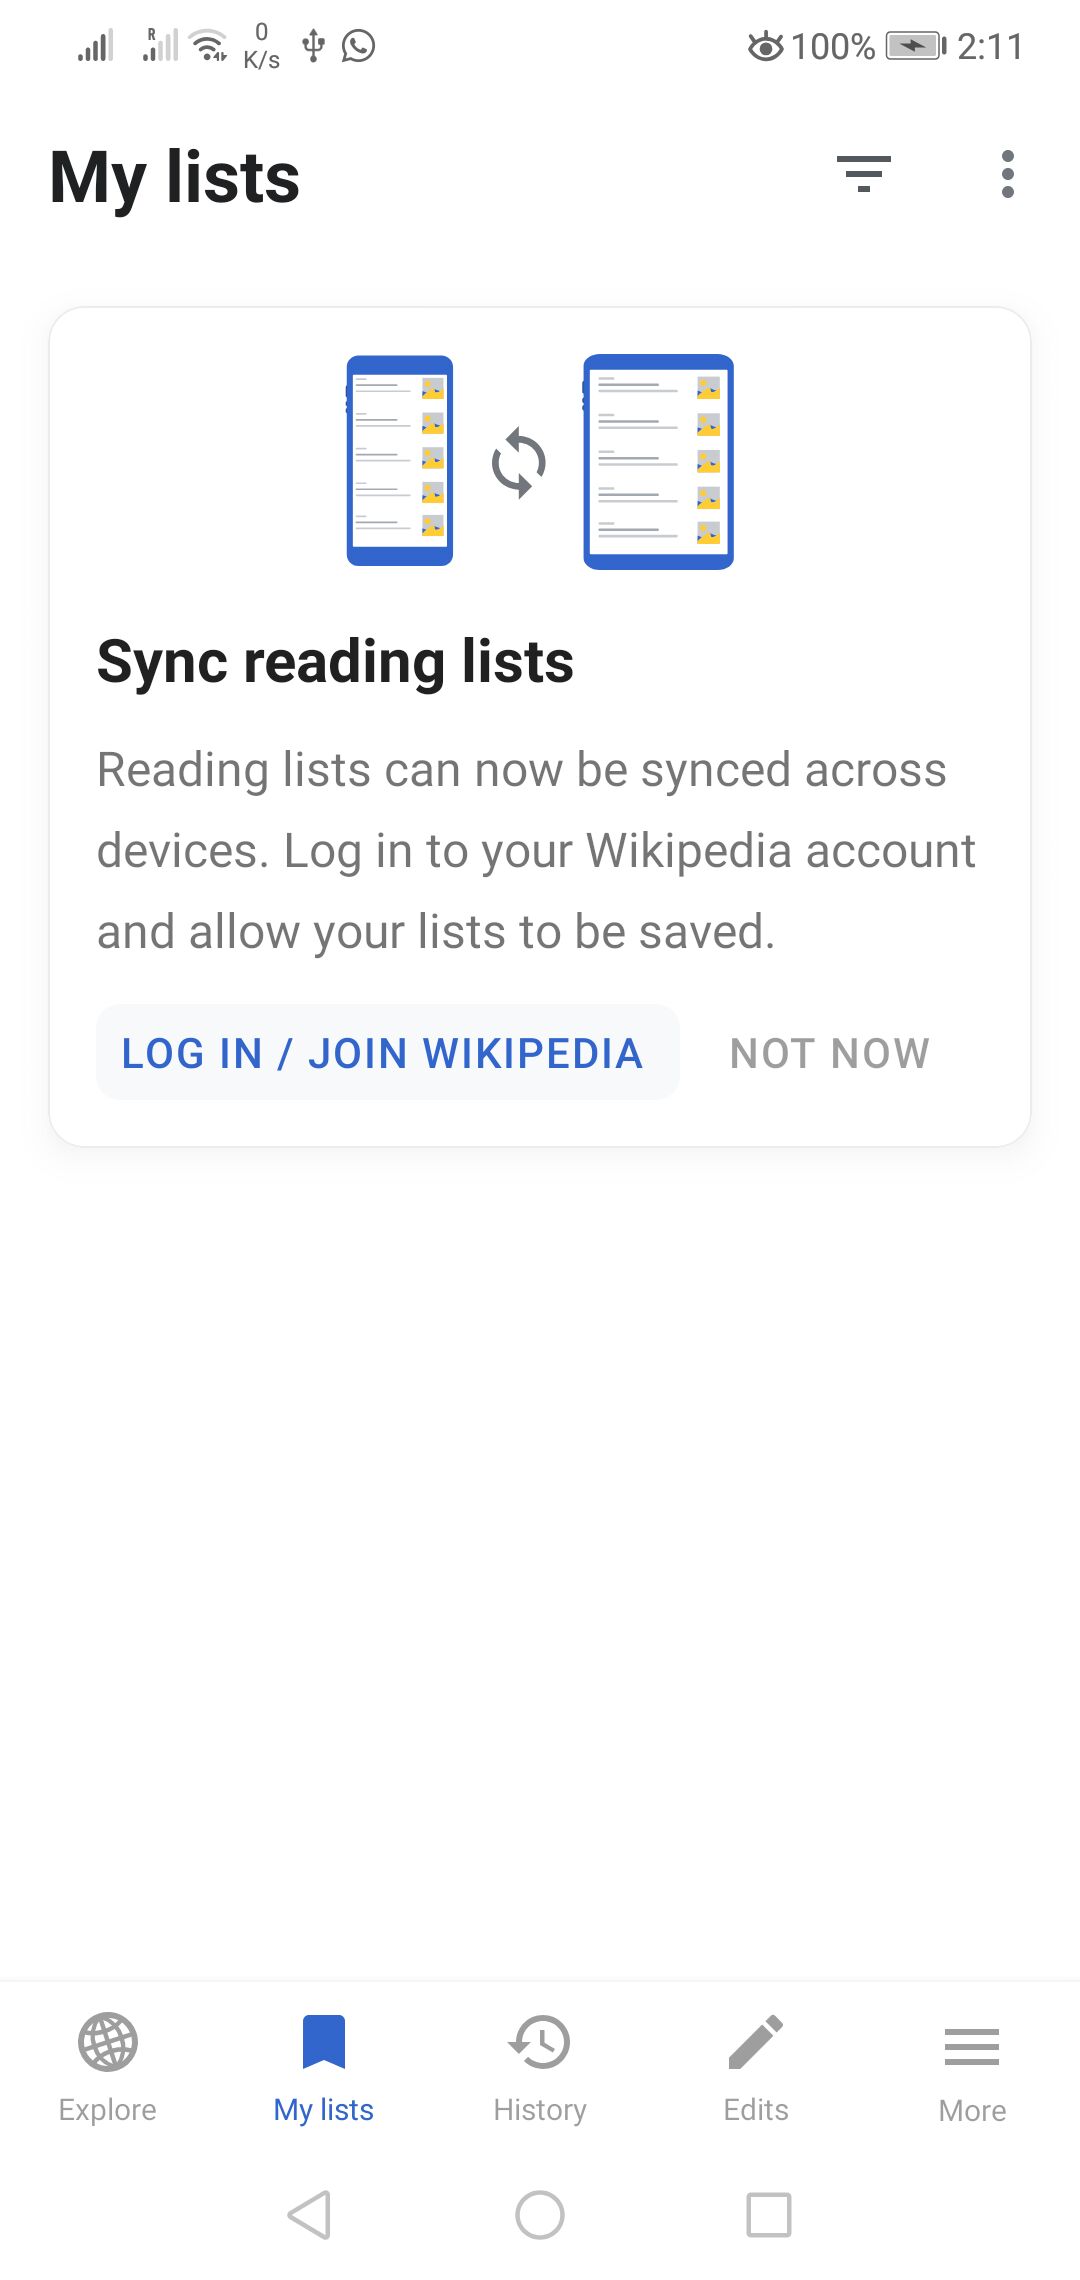 R
0
K/s
100%
2:11
My lists
Sync reading lists
Reading lists can now be synced across
devices. Log in to your Wikipedia account
and allow your lists to be saved.
LOG IN / JOIN WIKIPEDIA
NOT NOW
Explore
My lists
History
Edits
More